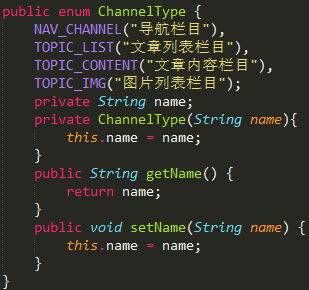 public enum ChannelType {
NAV_CHANNEL("导航栏目"),
TOPIC_LIST("文章列表栏目"),
TOPIC_CONTENT("文章内容栏目"),
TOPIC_IMG("图片列表栏目");
private String name;
private ChannelType(String name){
this.name = name;
}
public String getName() {
return name;
}
public void setName(String name) {
this.name = name;
}
}